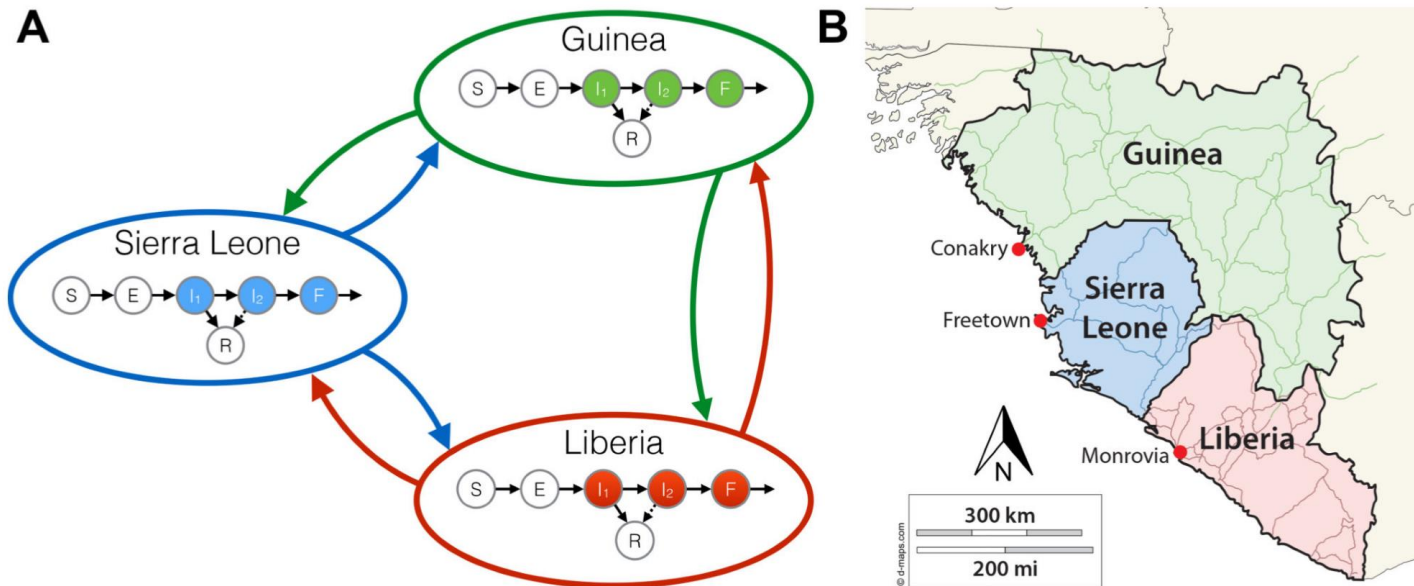 A
Guinea
S E I₁ I₂ F
R
Sierra Leone
S E I₁ I₂ F
R
Liberia
S E I₁ I₂ F
R
B
Guinea
Conakry
Sierra
Leone
Freetown
Liberia
Monrovia
N
300 km
200 mi
© d-maps.com